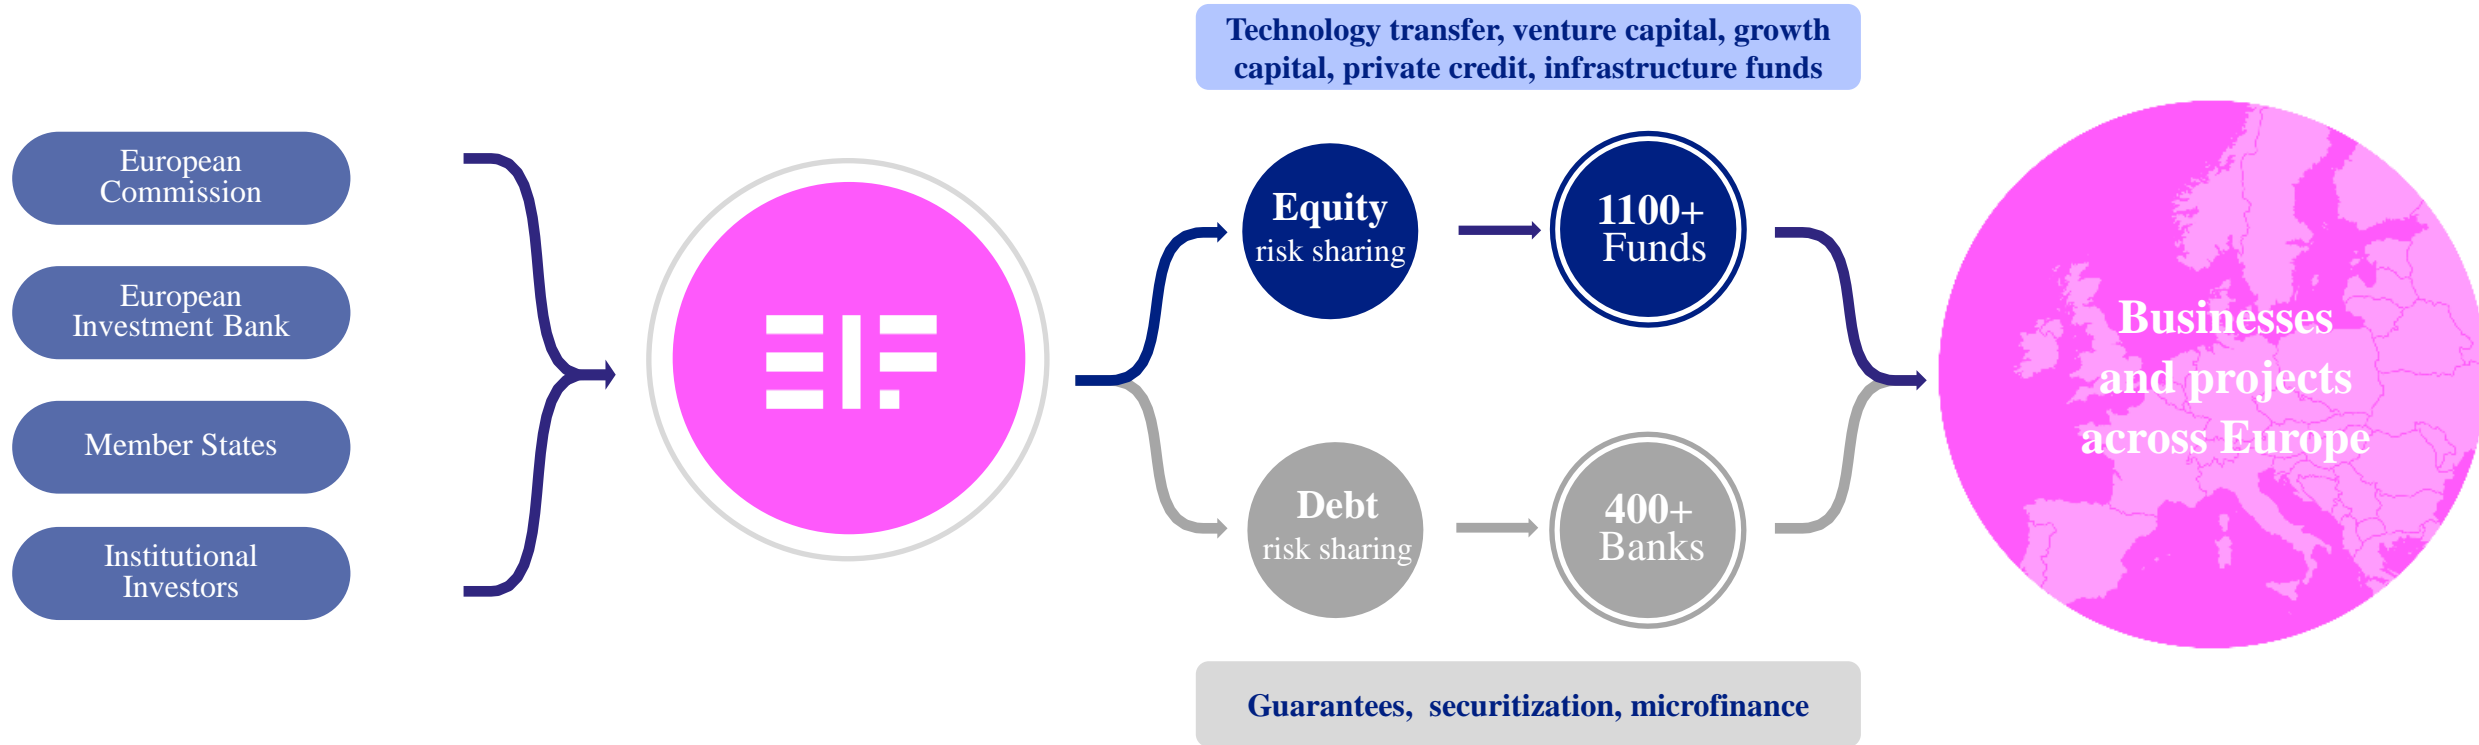 Technology transfer, venture capital, growth
capital, private credit, infrastructure funds
European
Commission
European
Investment Bank
Member States
Institutional
Investors
EIF
Equity
risk sharing
1100+
Funds
Debt
risk sharing
400+
Banks
Businesses
and projects
across Europe
Guarantees, securitization, microfinance